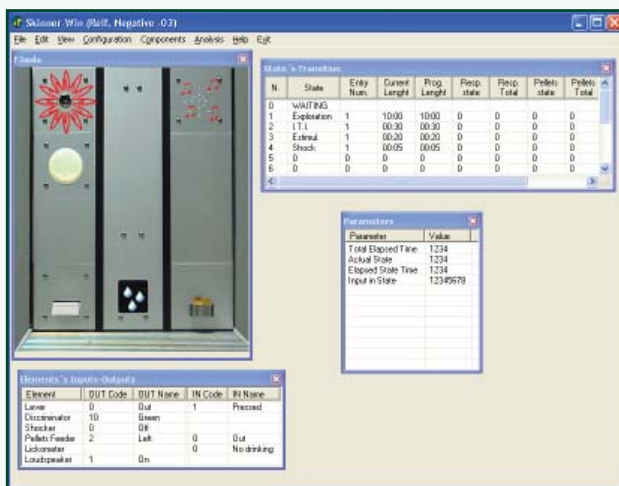 Skinner Win (Reif. Negativo -03)
File Edit View Configuration Components Analysis Help Exit
State´s Transition
N. State Entry Num. Current Lenght Prog. Lenght Resp. state Resp. Total Pellets state Pellets Total
0 WAITING
1 Exploration 1 10:00 10:00 0 0 0 0
2 I.T.I. 1 00:30 00:30 0 0 0 0
3 Estimul. 1 00:20 00:20 0 0 0 0
4 Shock 1 00:05 00:05 0 0 0 0
5 0 0 0 0 0 0 0 0
6 0 0 0 0 0 0 0 0
Parameters
Parameter Value
Total Elapsed Time 1234
Actual State 1234
Elapsed State Time 1234
Input in State 12345678
Elements´s Inputs-Outputs
Element OUT Code OUT Name IN Code IN Name
Lever 0 Out 1 Pressed
Discriminator 10 Green
Shocker 0 Off
Pellets Feeder 2 Left 0 Out
Lickometer 0 No drinking
Loudspeaker 1 On